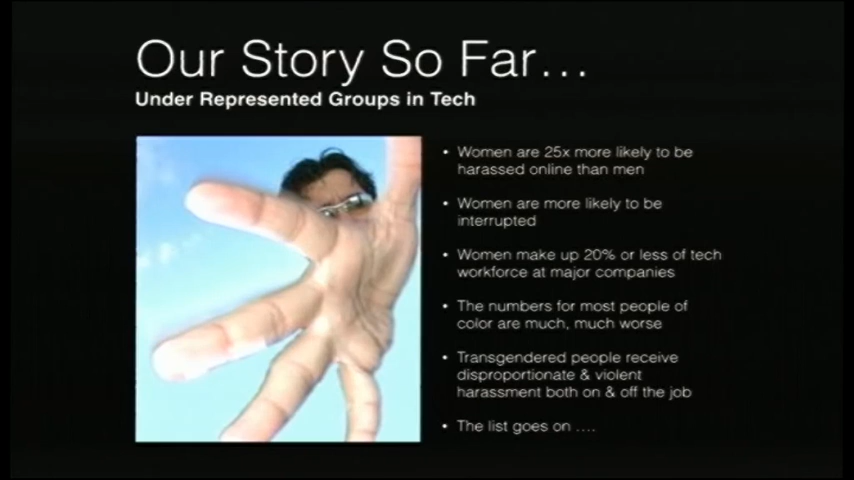 Our Story So Far...
Under Represented Groups in Tech
• Women are 25x more likely to be
harassed online than men
• Women are more likely to be
interrupted
• Women make up 20% or less of tech
workforce at major companies
• The numbers for most people of
color are much, much worse
• Transgendered people receive
disproportionate & violent
harassment both on & off the job
• The list goes on ....